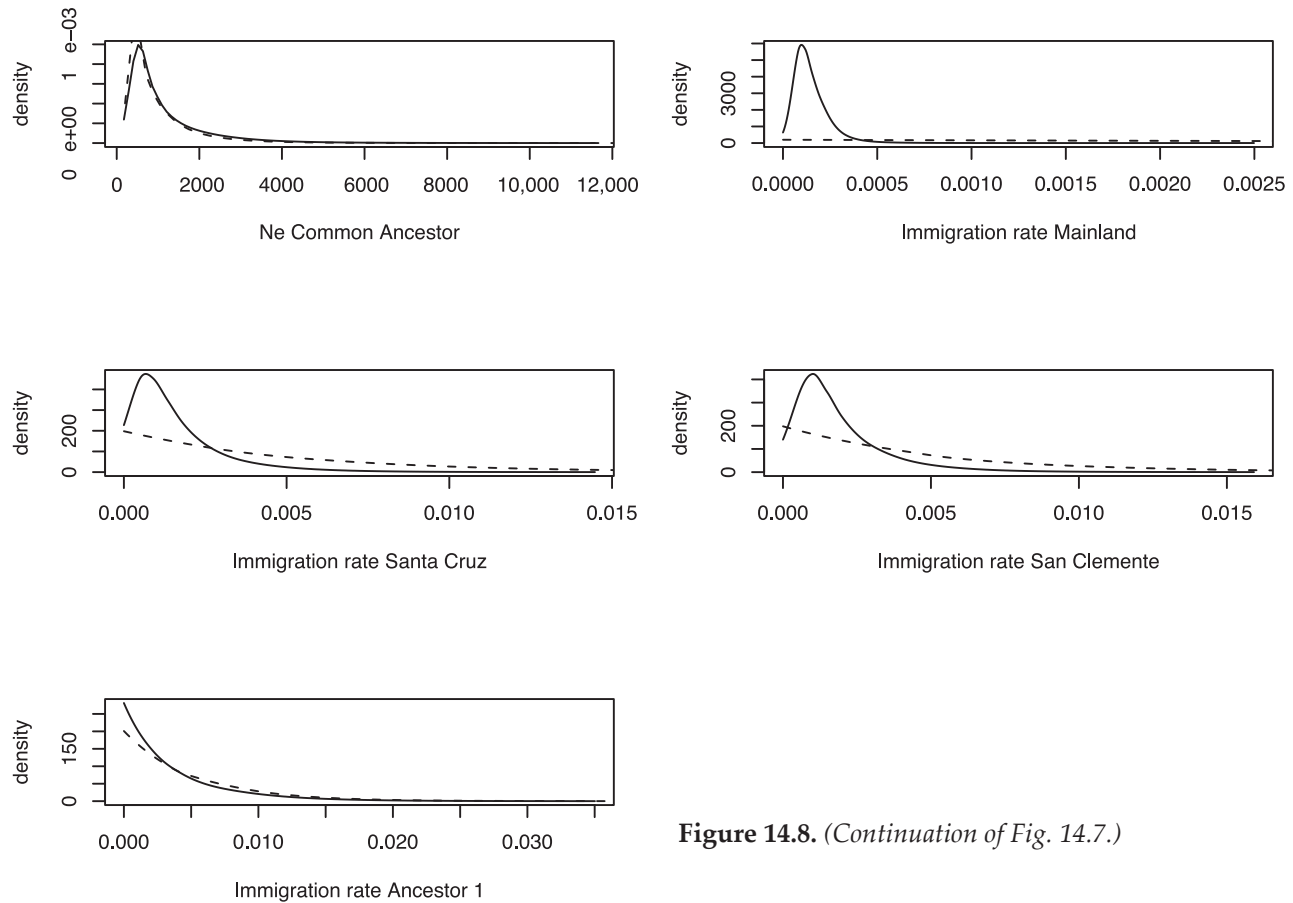 density
0
e+00
1
e−03
0 2000 4000 6000 8000 10,000 12,000
Ne Common Ancestor
density
0
3000
0.0000 0.0005 0.0010 0.0015 0.0020 0.0025
Immigration rate Mainland
density
0
200
0.000 0.005 0.010 0.015
Immigration rate Santa Cruz
density
0
200
0.000 0.005 0.010 0.015
Immigration rate San Clemente
density
0
150
0.000 0.010 0.020 0.030
Immigration rate Ancestor 1
Figure 14.8. (Continuation of Fig. 14.7.)